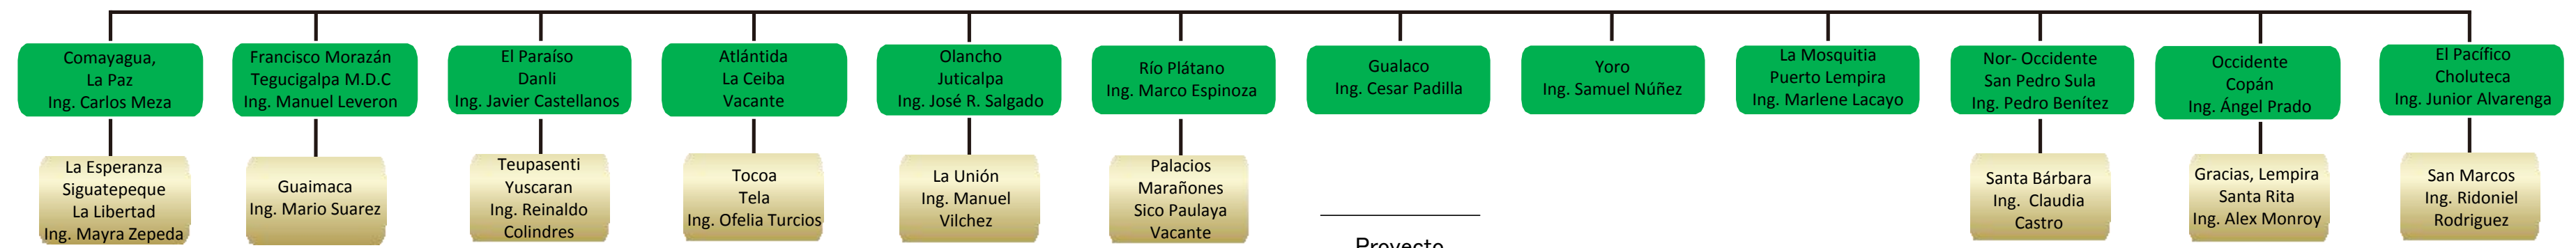 Comayagua,
La Paz
Ing. Carlos Meza
Francisco Morazán
Tegucigalpa M.D.C
Ing. Manuel Leveron
El Paraíso
Danli
Ing. Javier Castellanos
Atlántida
La Ceiba
Vacante
Olancho
Juticalpa
Ing. José R. Salgado
Río Plátano
Ing. Marco Espinoza
Gualaco
Ing. Cesar Padilla
Yoro
Ing. Samuel Núñez
La Mosquitia
Puerto Lempira
Ing. Marlene Lacayo
Nor- Occidente
San Pedro Sula
Ing. Pedro Benítez
Occidente
Copán
Ing. Ángel Prado
El Pacífico
Choluteca
Ing. Junior Alvarenga
La Esperanza
Siguatepeque
La Libertad
Ing. Mayra Zepeda
Guaimaca
Ing. Mario Suarez
Teupasenti
Yuscaran
Ing. Reinaldo
Colindres
Tocoa
Tela
Ing. Ofelia Turcios
La Unión
Ing. Manuel
Vilchez
Palacios
Marañones
Sico Paulaya
Vacante
Santa Bárbara
Ing. Claudia
Castro
Gracias, Lempira
Santa Rita
Ing. Alex Monroy
San Marcos
Ing. Ridoniel
Rodriguez
Proyecto